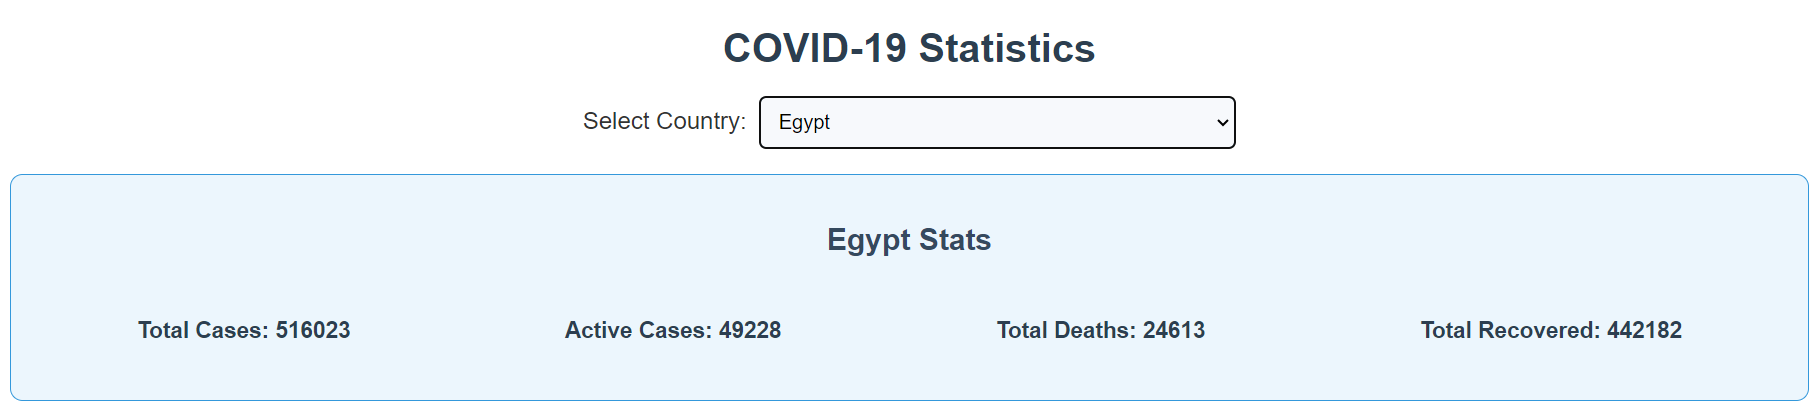 COVID-19 Statistics
Select Country: Egypt
Egypt Stats
Total Cases: 516023 Active Cases: 49228 Total Deaths: 24613 Total Recovered: 442182